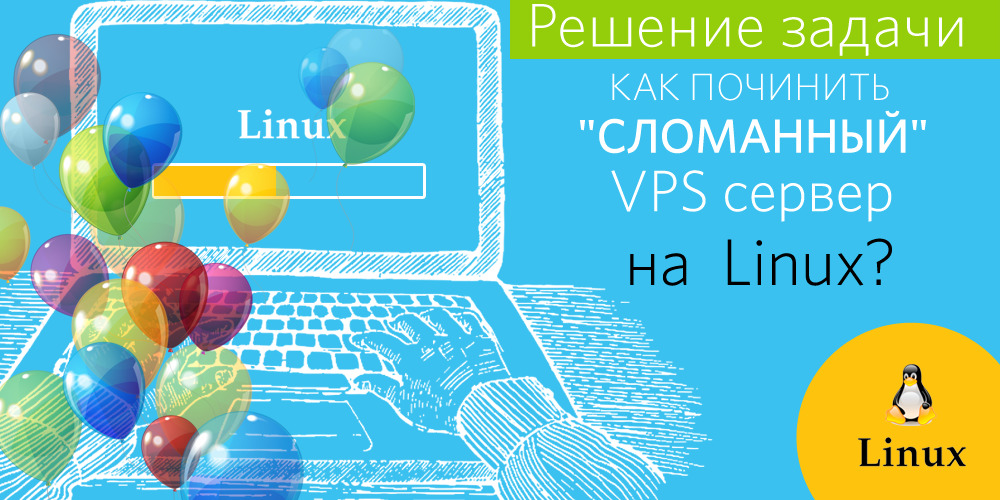 Linux
Решение задачи
КАК ПОЧИНИТЬ
"СЛОМАННЫЙ"
VPS сервер
на Linux?
Linux